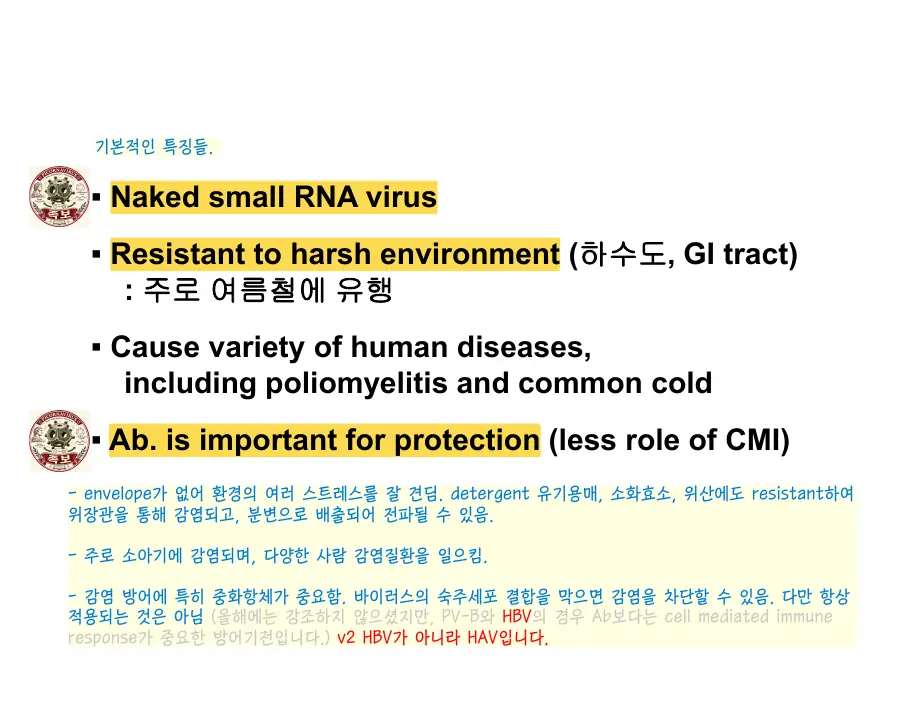 기본적인 특징들.
PICORNAVIRUS
족보
▪ Naked small RNA virus
▪ Resistant to harsh environment (하수도, GI tract)
: 주로 여름철에 유행
▪ Cause variety of human diseases,
including poliomyelitis and common cold
PICORNAVIRUS
족보
▪ Ab. is important for protection (less role of CMI)
- envelope가 없어 환경의 여러 스트레스를 잘 견딤. detergent 유기용매, 소화효소, 위산에도 resistant하여
위장관을 통해 감염되고, 분변으로 배출되어 전파될 수 있음.
- 주로 소아기에 감염되며, 다양한 사람 감염질환을 일으킴.
- 감염 방어에 특히 중화항체가 중요함. 바이러스의 숙주세포 결합을 막으면 감염을 차단할 수 있음. 다만 항상
적용되는 것은 아님 (올해에는 강조하지 않으셨지만, PV-B와 HBV의 경우 Ab보다는 cell mediated immune
response가 중요한 방어기전입니다.) v2 HBV가 아니라 HAV입니다.